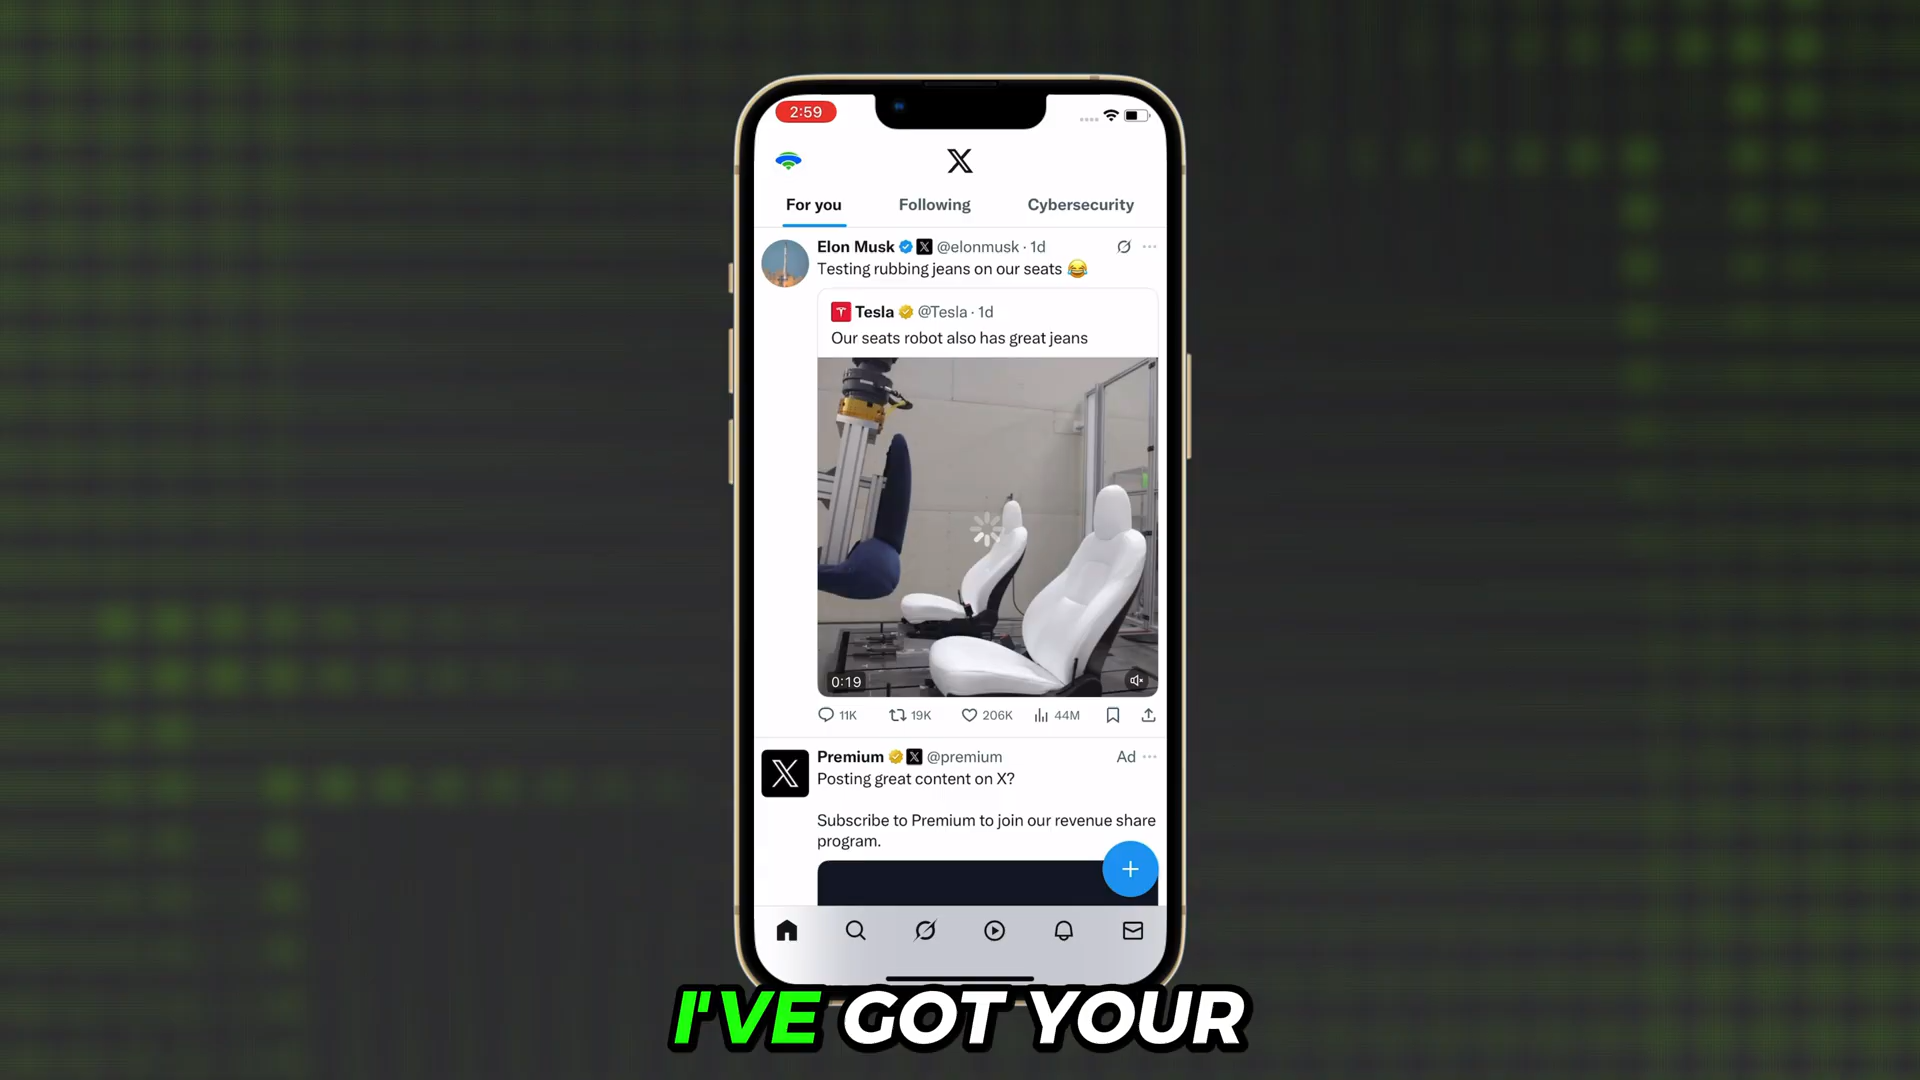 2:59
For you Following Cybersecurity
Elon Musk @elonmusk · 1d
Testing rubbing jeans on our seats 😂
Tesla @Tesla · 1d
Our seats robot also has great jeans
0:19
11K 19K 206K 44M
Premium @premium Ad
Posting great content on X?
Subscribe to Premium to join our revenue share
program.
I'VE GOT YOUR